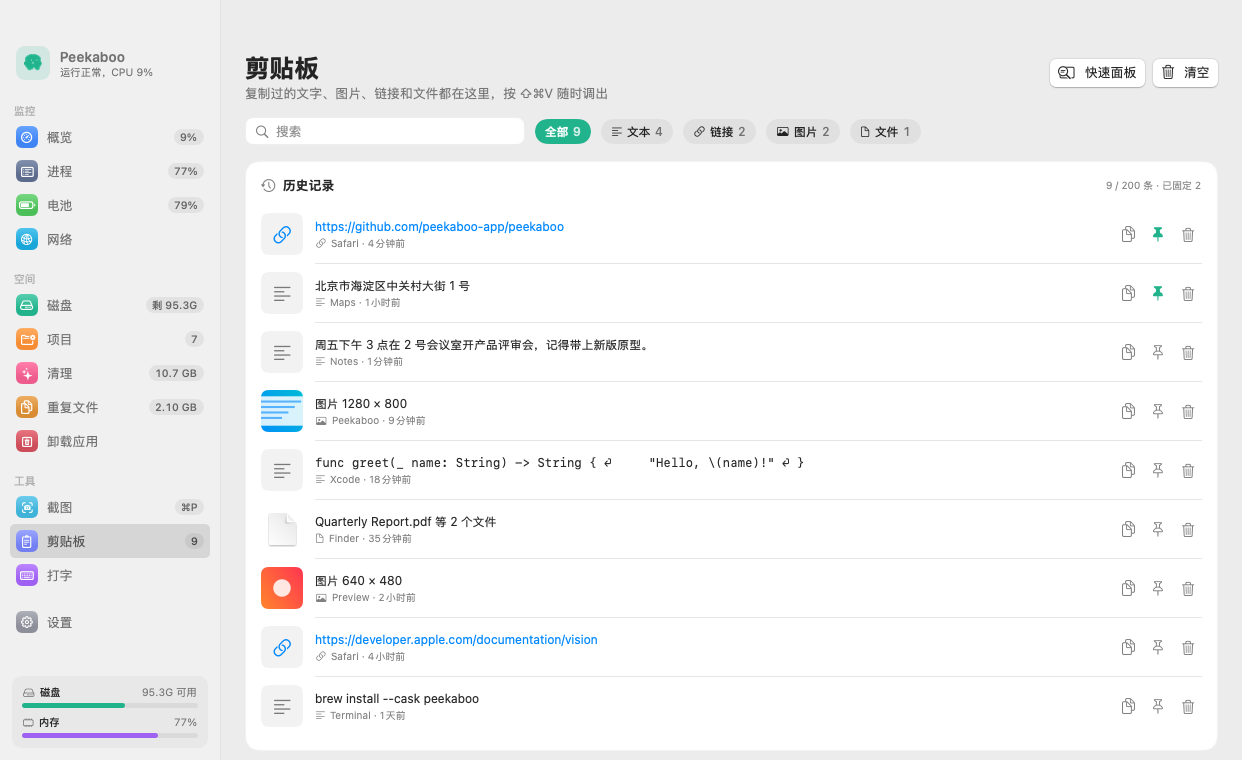 Peekaboo
运行正常，CPU 9%
监控
概览 9%
进程 77%
电池 79%
网络
空间
磁盘 剩 95.3G
项目 7
清理 10.7 GB
重复文件 2.10 GB
卸载应用
工具
截图 ⌘P
剪贴板 9
打字
设置
磁盘 95.3G 可用
内存 77%
剪贴板
复制过的文字、图片、链接和文件都在这里，按 ⇧⌘V 随时调出
快速面板
清空
搜索
全部 9
文本 4
链接 2
图片 2
文件 1
历史记录
9 / 200 条 · 已固定 2
https://github.com/peekaboo-app/peekaboo
Safari · 4分钟前
北京市海淀区中关村大街 1 号
Maps · 1小时前
周五下午 3 点在 2 号会议室开产品评审会，记得带上新版原型。
Notes · 1分钟前
图片 1280 × 800
Peekaboo · 9分钟前
func greet(_ name: String) -> String { ⏎     "Hello, \(name)!" ⏎ }
Xcode · 18分钟前
Quarterly Report.pdf 等 2 个文件
Finder · 35分钟前
图片 640 × 480
Preview · 2小时前
https://developer.apple.com/documentation/vision
Safari · 4小时前
brew install --cask peekaboo
Terminal · 1天前